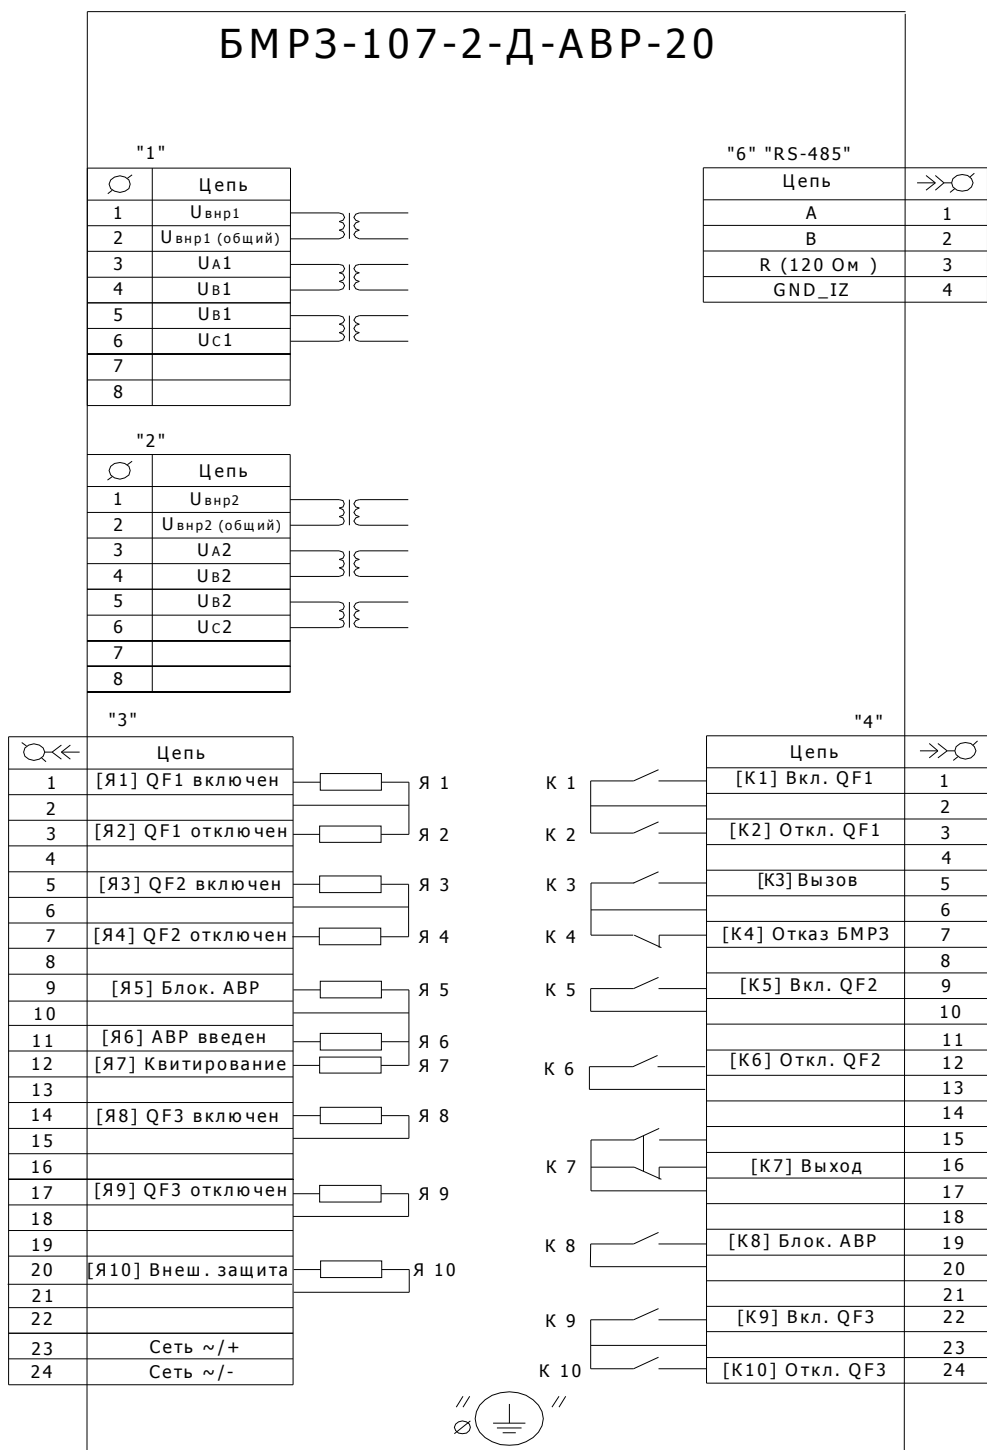 БМРЗ-107-2-Д-АВР-20
"1"
Цепь
1 Uвнр1
2 Uвнр1 (общий)
3 UА1
4 UВ1
5 UВ1
6 UС1
7
8
"6" "RS-485"
Цепь
A 1
B 2
R (120 Ом ) 3
GND_IZ 4
"2"
Цепь
1 Uвнр2
2 Uвнр2 (общий)
3 UА2
4 UВ2
5 UВ2
6 UС2
7
8
"3"
Цепь
1 [Я1] QF1 включен Я 1
2
3 [Я2] QF1 отключен Я 2
4
5 [Я3] QF2 включен Я 3
6
7 [Я4] QF2 отключен Я 4
8
9 [Я5] Блок. АВР Я 5
10
11 [Я6] АВР введен Я 6
12 [Я7] Квитирование Я 7
13
14 [Я8] QF3 включен Я 8
15
16
17 [Я9] QF3 отключен Я 9
18
19
20 [Я10] Внеш. защита Я 10
21
22
23 Сеть ~/+
24 Сеть ~/-
"4"
Цепь
К 1 [К1] Вкл. QF1 1
2
К 2 [К2] Откл. QF1 3
4
К 3 [К3] Вызов 5
6
К 4 [К4] Отказ БМРЗ 7
8
К 5 [К5] Вкл. QF2 9
10
11
К 6 [К6] Откл. QF2 12
13
14
15
К 7 [К7] Выход 16
17
18
К 8 [К8] Блок. АВР 19
20
21
К 9 [К9] Вкл. QF3 22
23
К 10 [К10] Откл. QF3 24
" "